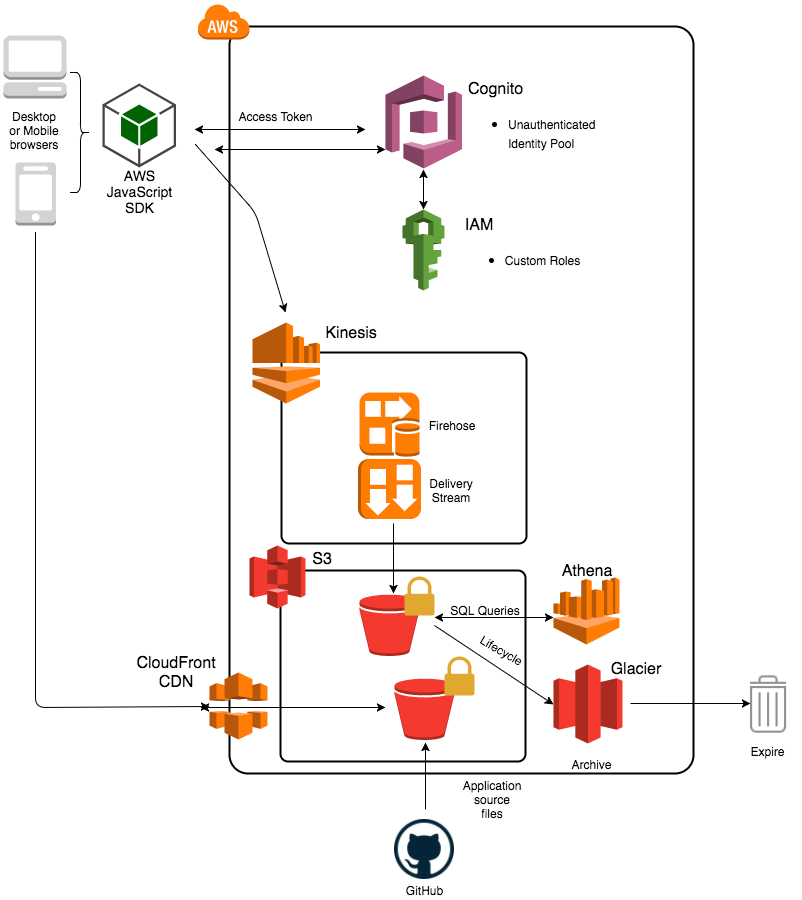 AWS
Desktop
or Mobile
browsers
AWS
JavaScript
SDK
Access Token
Cognito
• Unauthenticated
Identity Pool
IAM
• Custom Roles
Kinesis
Firehose
Delivery
Stream
S3
Athena
SQL Queries
Lifecycle
CloudFront
CDN
Glacier
Archive
Expire
Application
source
files
GitHub